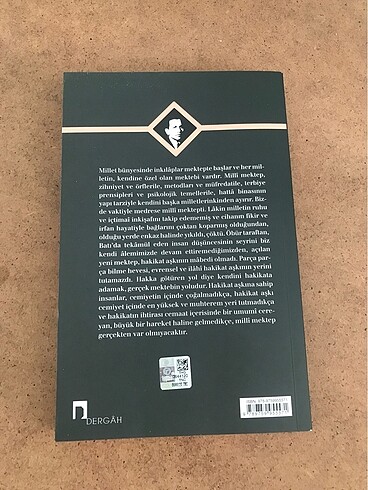 Millet bünyesinde inkılâplar mektepte başlar ve her mil-
letin, kendine özel olan mektebi vardır. Millî mektep,
zihniyet ve örflerile, metodları ve müfredatile, terbiye
prensipleri ve psikolojik temellerile, hattâ binasının
yapı tarziyle kendini başka milletlerinkinden ayırır. Biz-
de vaktiyle medrese millî mektepti. Lâkin milletin ruhu
ve içtimaî inkişafını takip edememiş ve cihanın fikir ve
irfan hayatiyle bağlarını çoktan koparmış olduğundan,
olduğu yerde enkaz halinde yıkıldı, çöktü. Öbür taraftan,
Batı'da tekâmül eden insan düşüncesinin seyrini biz
kendi âlemimizde devam ettiremediğimizden, açılan
yeni mektep, hakikat aşkının mâbedi olmadı. Parça par-
ça bilme hevesi, evrensel ve ilâhî hakikat aşkının yerini
tutamazdı. Hakka götüren yol diye kendini hakikata
adamak, gerçek mektebin yoludur. Hakikat aşkına sahip
insanlar, cemiyetin içinde çoğalmadıkça, hakikat aşkı
cemiyet içinde en yüksek ve muhterem yeri tutmadıkça
ve hakikatın ihtirası cemaat içerisinde bir umumî cere-
yan, büyük bir hareket haline gelmedikçe, millî mektep
gerçekten var olmıyacaktır.
DERGÂH